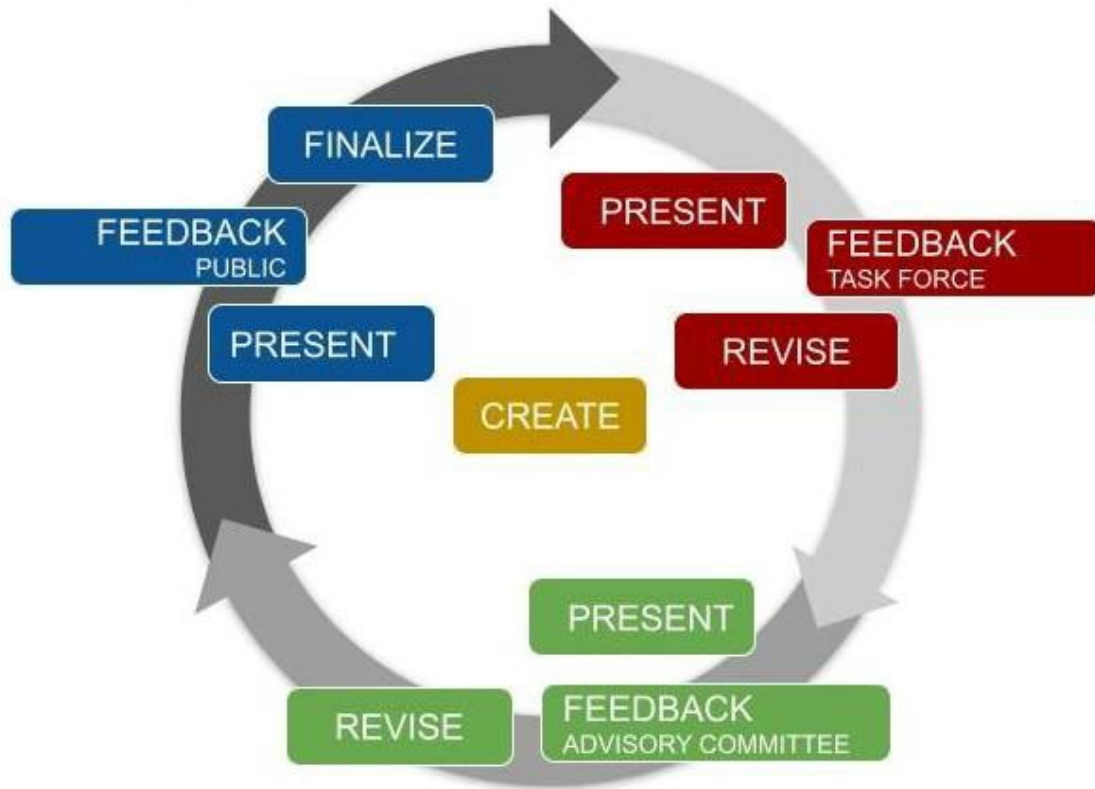 FINALIZE
FEEDBACK
PUBLIC
PRESENT
CREATE
PRESENT
FEEDBACK
TASK FORCE
REVISE
PRESENT
FEEDBACK
ADVISORY COMMITTEE
REVISE